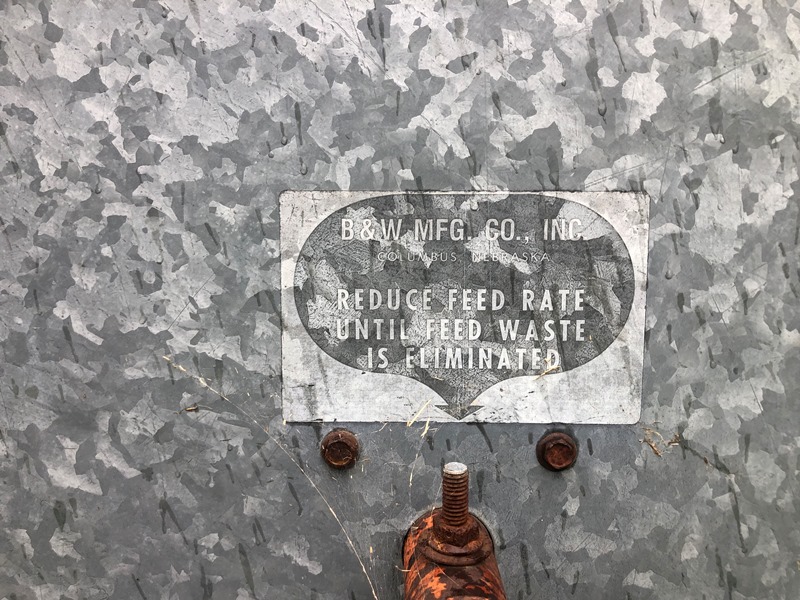 B&W MFG. CO., INC.
COLUMBUS, NEBRASKA
REDUCE FEED RATE
UNTIL FEED WASTE
IS ELIMINATED